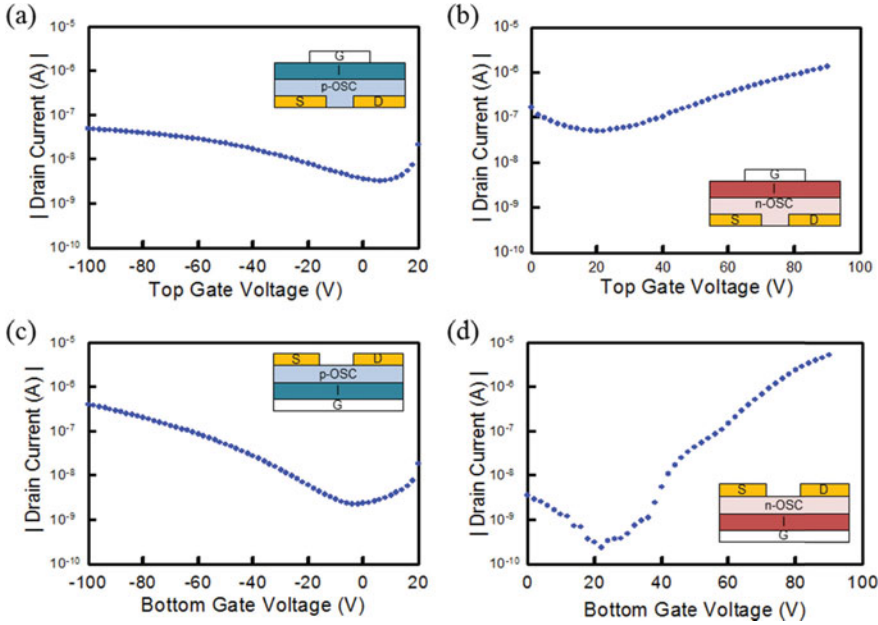 (a)
| Drain Current (A) |
10⁻⁵
10⁻⁶
10⁻⁷
10⁻⁸
10⁻⁹
10⁻¹⁰
G
I
p-OSC
S D
-100 -80 -60 -40 -20 0 20
Top Gate Voltage (V)
(b)
| Drain Current (A) |
10⁻⁵
10⁻⁶
10⁻⁷
10⁻⁸
10⁻⁹
10⁻¹⁰
G
I
n-OSC
S D
0 20 40 60 80 100
Top Gate Voltage (V)
(c)
| Drain Current (A) |
10⁻⁵
10⁻⁶
10⁻⁷
10⁻⁸
10⁻⁹
10⁻¹⁰
S D
p-OSC
I
G
-100 -80 -60 -40 -20 0 20
Bottom Gate Voltage (V)
(d)
| Drain Current (A) |
10⁻⁵
10⁻⁶
10⁻⁷
10⁻⁸
10⁻⁹
10⁻¹⁰
S D
n-OSC
I
G
0 20 40 60 80 100
Bottom Gate Voltage (V)